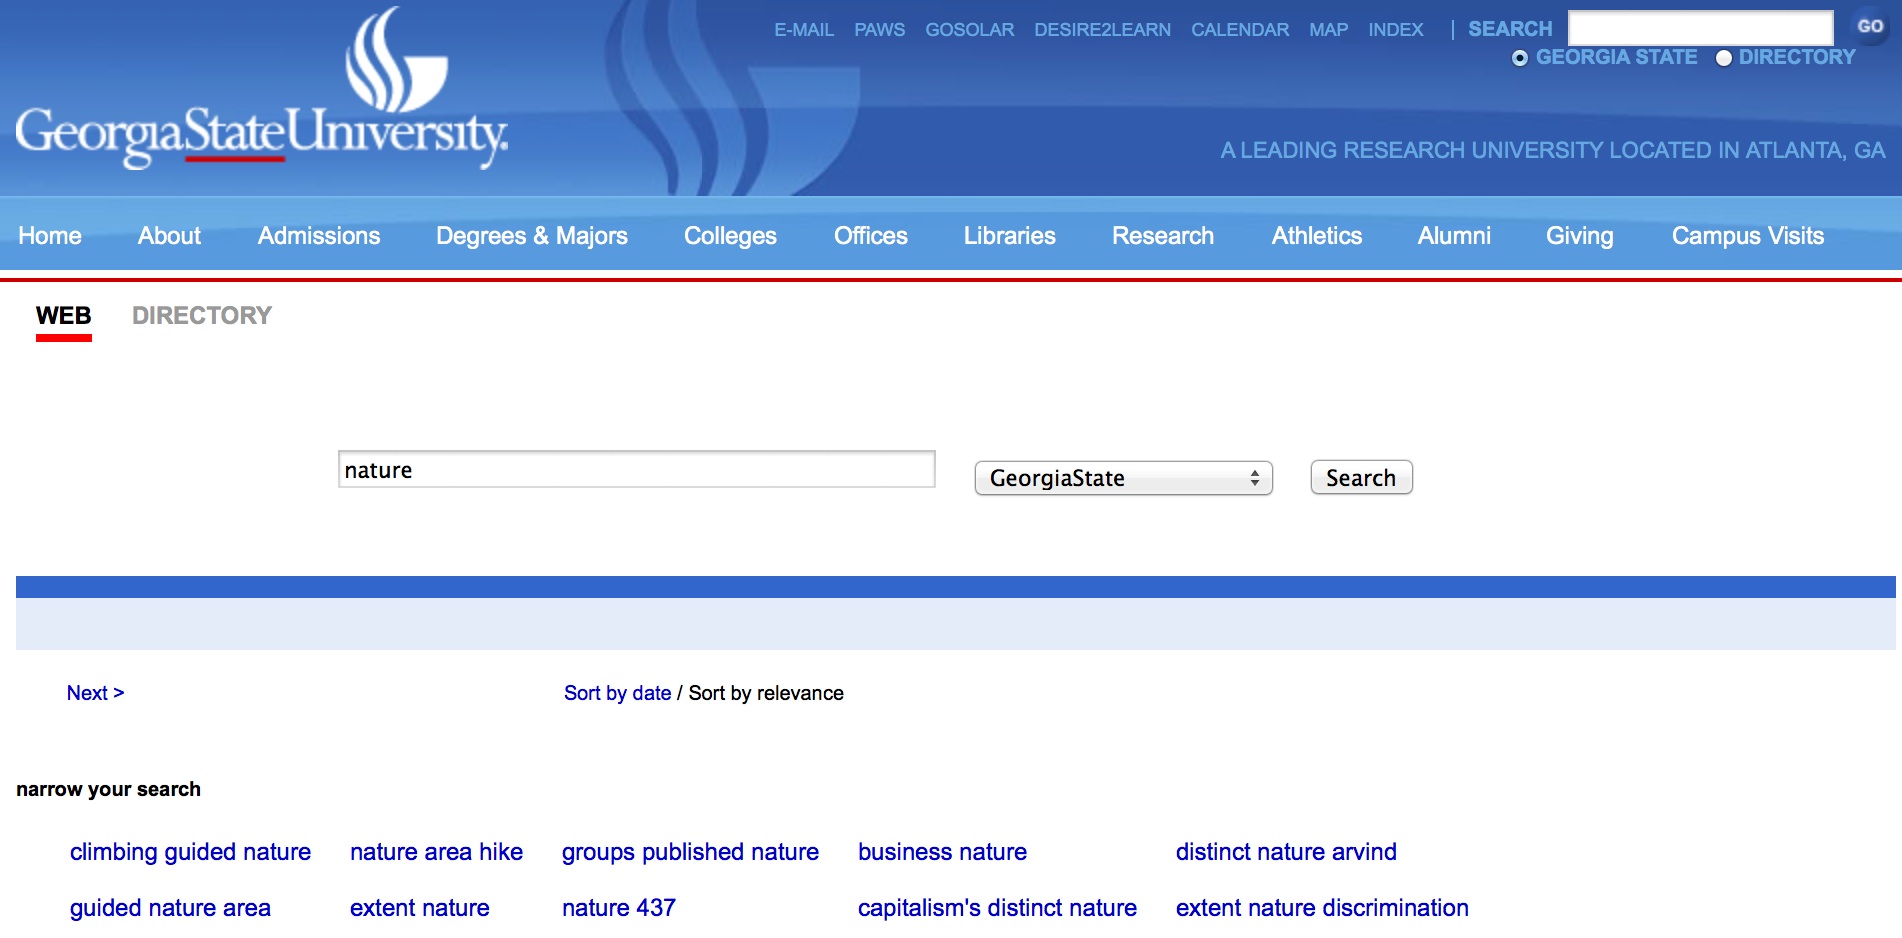 E-MAIL PAWS GOSOLAR DESIRE2LEARN CALENDAR MAP INDEX | SEARCH GO
GEORGIA STATE DIRECTORY
GeorgiaStateUniversity.
A LEADING RESEARCH UNIVERSITY LOCATED IN ATLANTA, GA
Home About Admissions Degrees & Majors Colleges Offices Libraries Research Athletics Alumni Giving Campus Visits
WEB DIRECTORY
nature GeorgiaState Search
Next > Sort by date / Sort by relevance
narrow your search
climbing guided nature nature area hike groups published nature business nature distinct nature arvind
guided nature area extent nature nature 437 capitalism's distinct nature extent nature discrimination